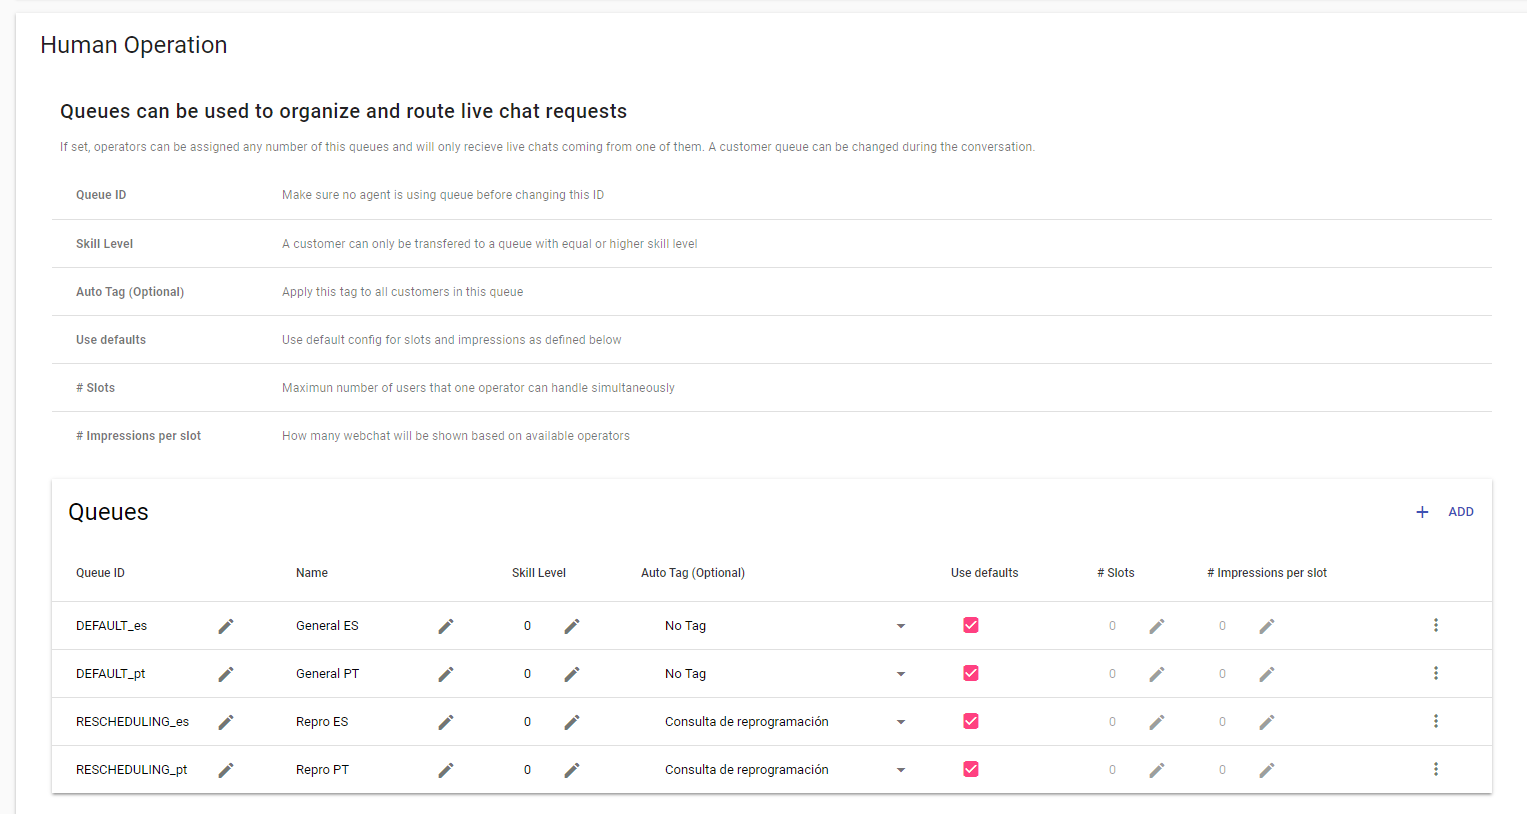 Human Operation
Queues can be used to organize and route live chat requests
If set, operators can be assigned any number of this queues and will only recieve live chats coming from one of them. A customer queue can be changed during the conversation.
Queue ID Make sure no agent is using queue before changing this ID
Skill Level A customer can only be transfered to a queue with equal or higher skill level
Auto Tag (Optional) Apply this tag to all customers in this queue
Use defaults Use default config for slots and impressions as defined below
# Slots Maximun number of users that one operator can handle simultaneously
# Impressions per slot How many webchat will be shown based on available operators
Queues + ADD
Queue ID Name Skill Level Auto Tag (Optional) Use defaults # Slots # Impressions per slot
DEFAULT_es General ES 0 No Tag 0 0
DEFAULT_pt General PT 0 No Tag 0 0
RESCHEDULING_es Repro ES 0 Consulta de reprogramación 0 0
RESCHEDULING_pt Repro PT 0 Consulta de reprogramación 0 0